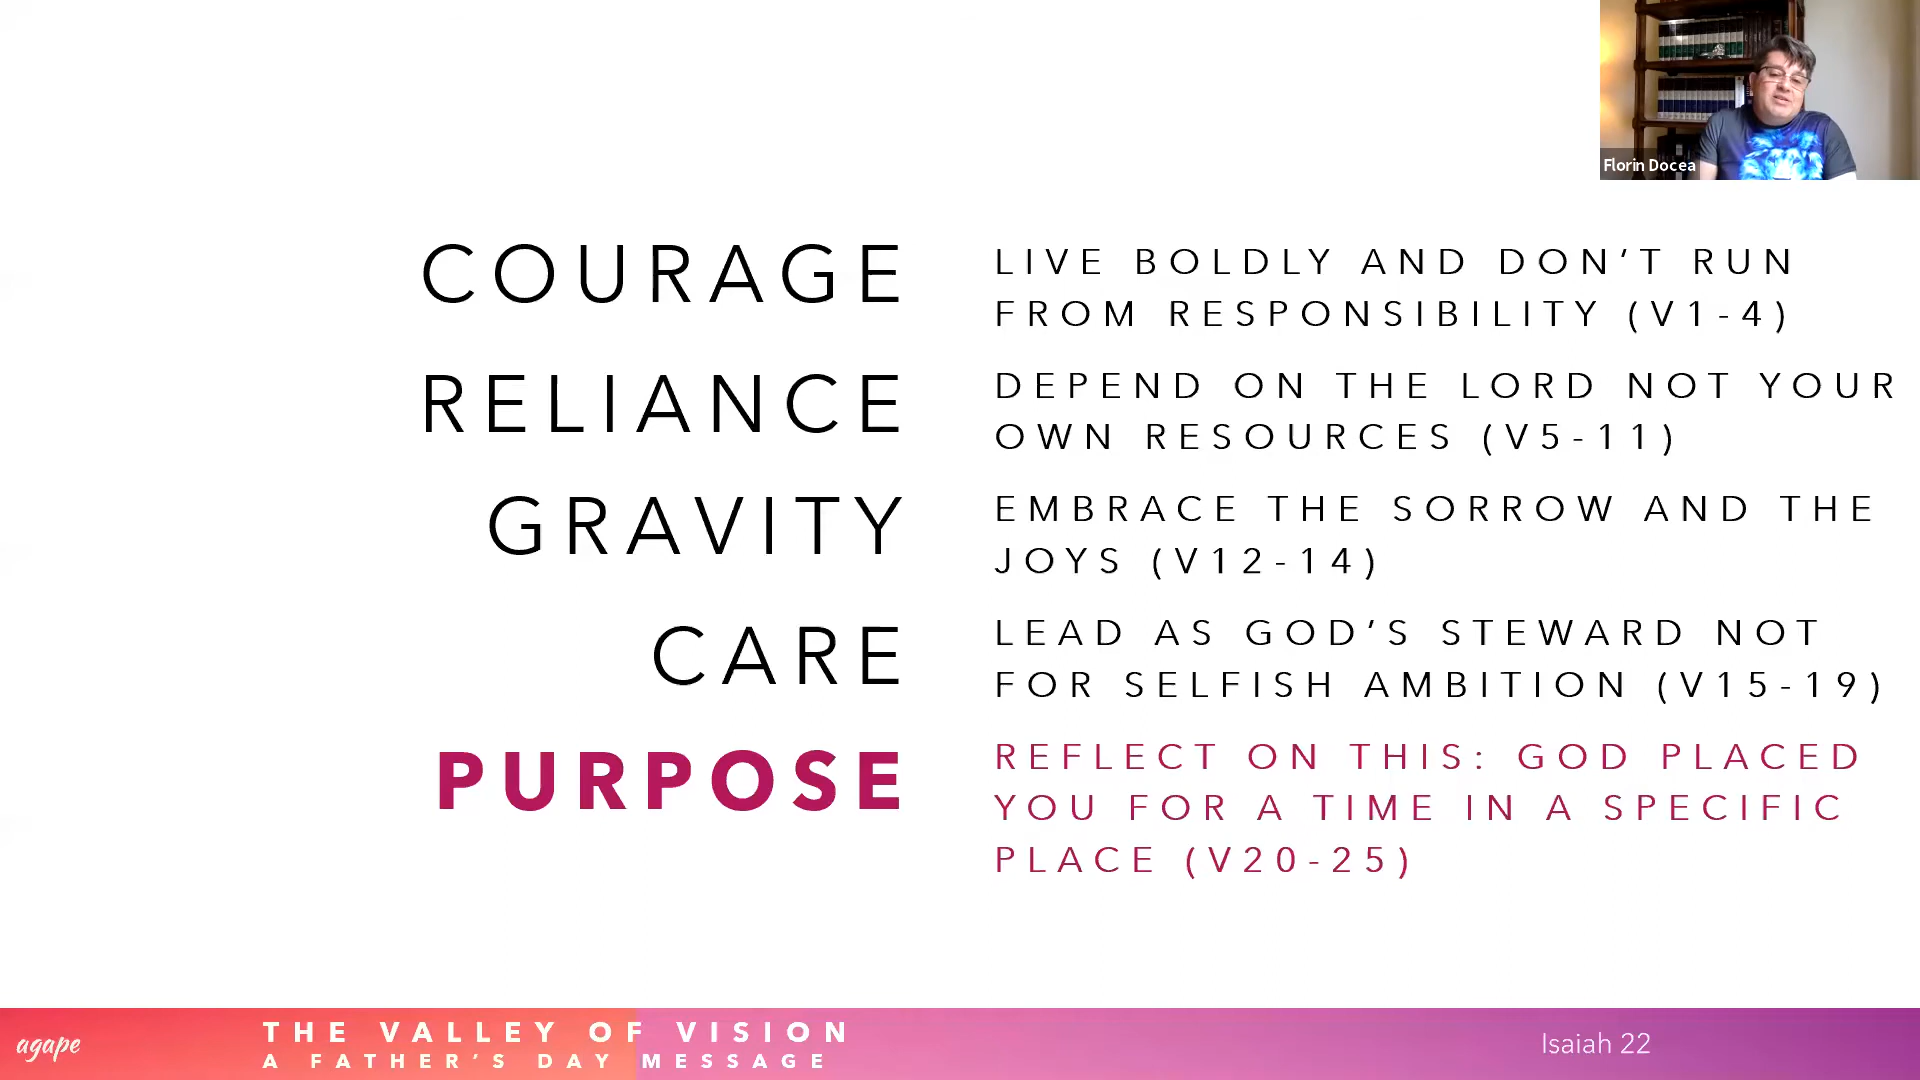 Florin Docea
COURAGE
LIVE BOLDLY AND DON’T RUN
FROM RESPONSIBILITY (V1-4)
RELIANCE
DEPEND ON THE LORD NOT YOUR
OWN RESOURCES (V5-11)
GRAVITY
EMBRACE THE SORROW AND THE
JOYS (V12-14)
CARE
LEAD AS GOD’S STEWARD NOT
FOR SELFISH AMBITION (V15-19)
PURPOSE
REFLECT ON THIS: GOD PLACED
YOU FOR A TIME IN A SPECIFIC
PLACE (V20-25)
agape
THE VALLEY OF VISION
A FATHER’S DAY MESSAGE
Isaiah 22